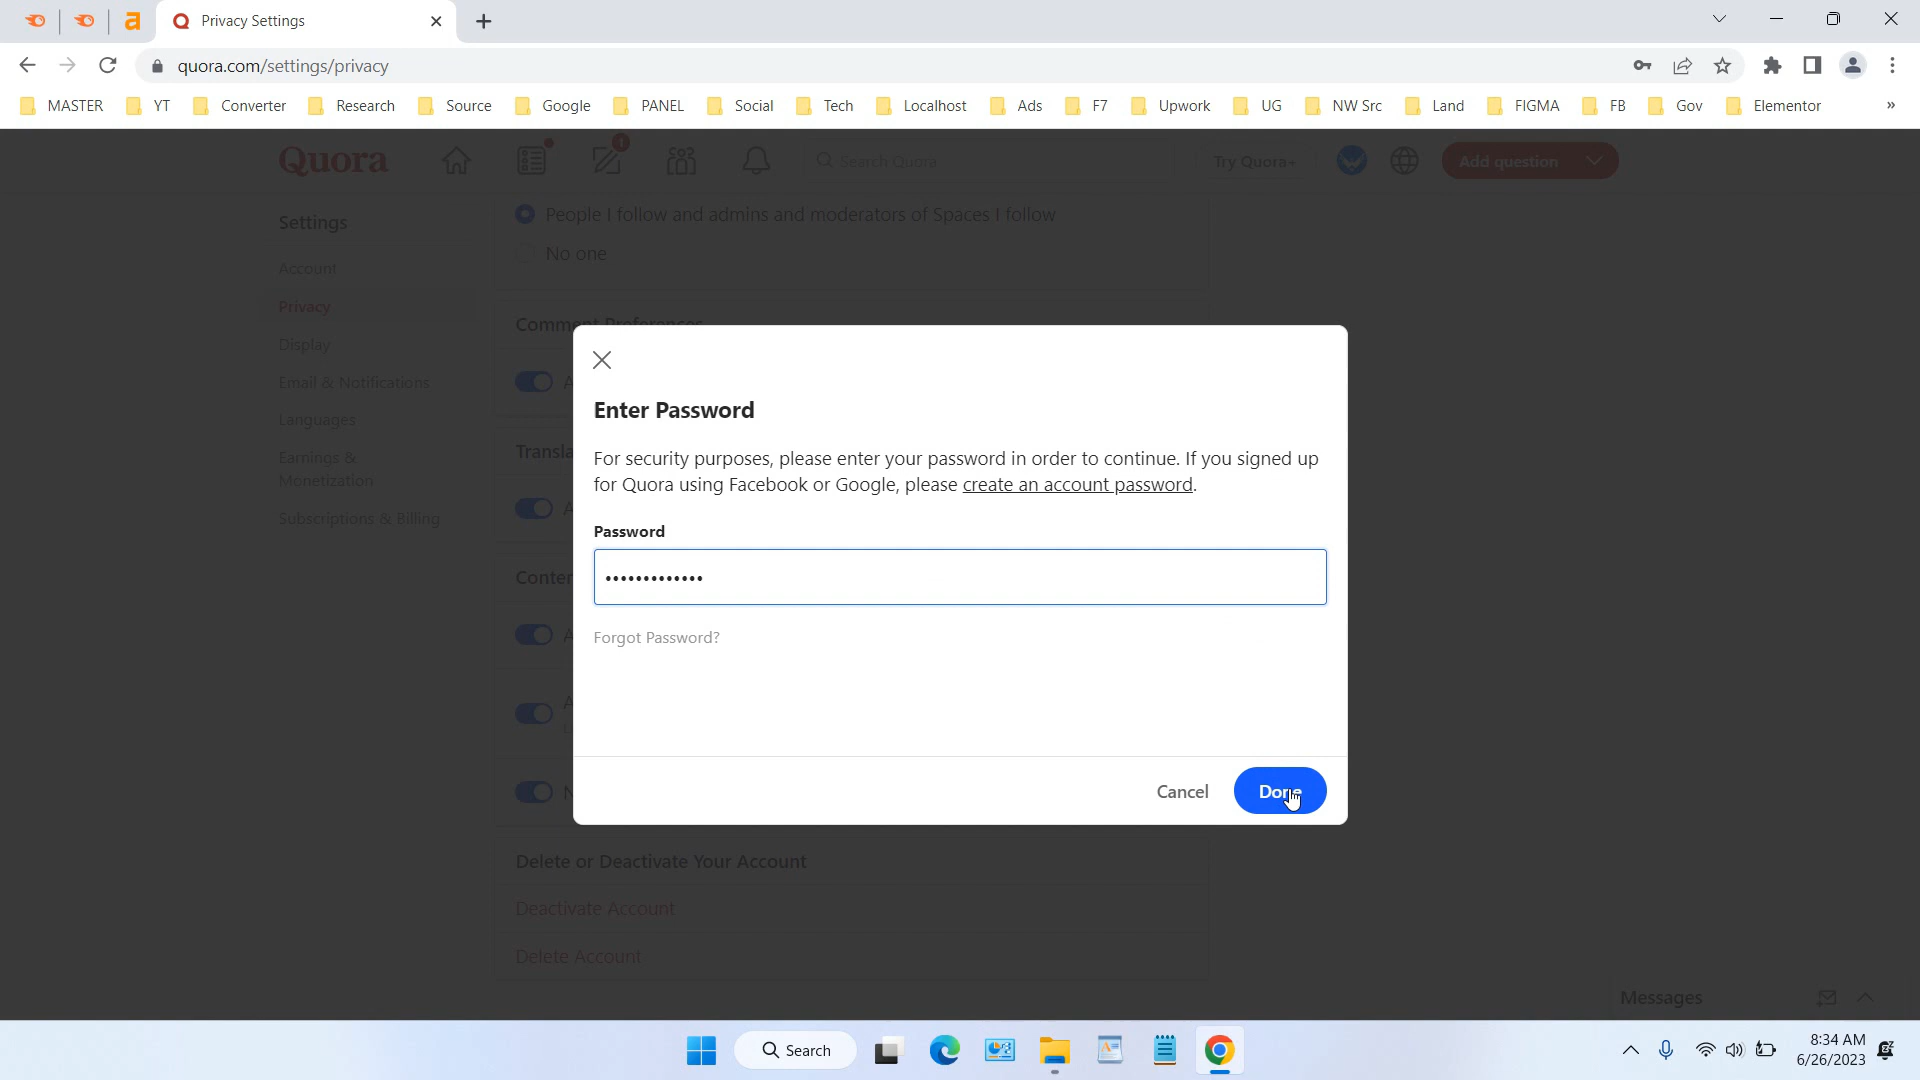 Privacy Settings
quora.com/settings/privacy
MASTER YT Converter Research Source Google PANEL Social Tech Localhost Ads F7 Upwork UG NW Src Land FIGMA FB Gov Elementor »
Quora 1 Search Quora Try Quora+ Add question
Settings
Account
Privacy
Display
Email & Notifications
Languages
Earnings &
Monetization
Subscriptions & Billing
People I follow and admins and moderators of Spaces I follow
No one
Comment Preferences
Enter Password
For security purposes, please enter your password in order to continue. If you signed up
for Quora using Facebook or Google, please create an account password.
Password
•••••••••••••
Forgot Password?
Cancel Done
Delete or Deactivate Your Account
Deactivate Account
Delete Account
Messages
Search
8:34 AM
6/26/2023